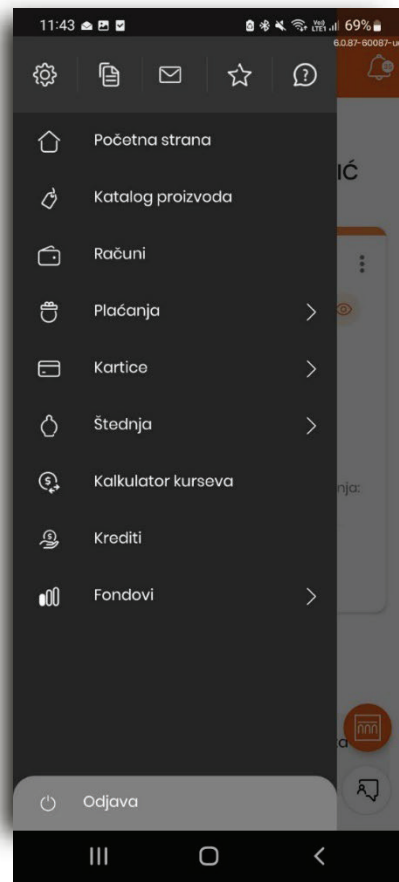 11:43
69%
6.0.87-60087-u
IĆ
Početna strana
Katalog proizvoda
Računi
Plaćanja
Kartice
Štednja
Kalkulator kurseva
nja:
Krediti
Fondovi
a
Odjava